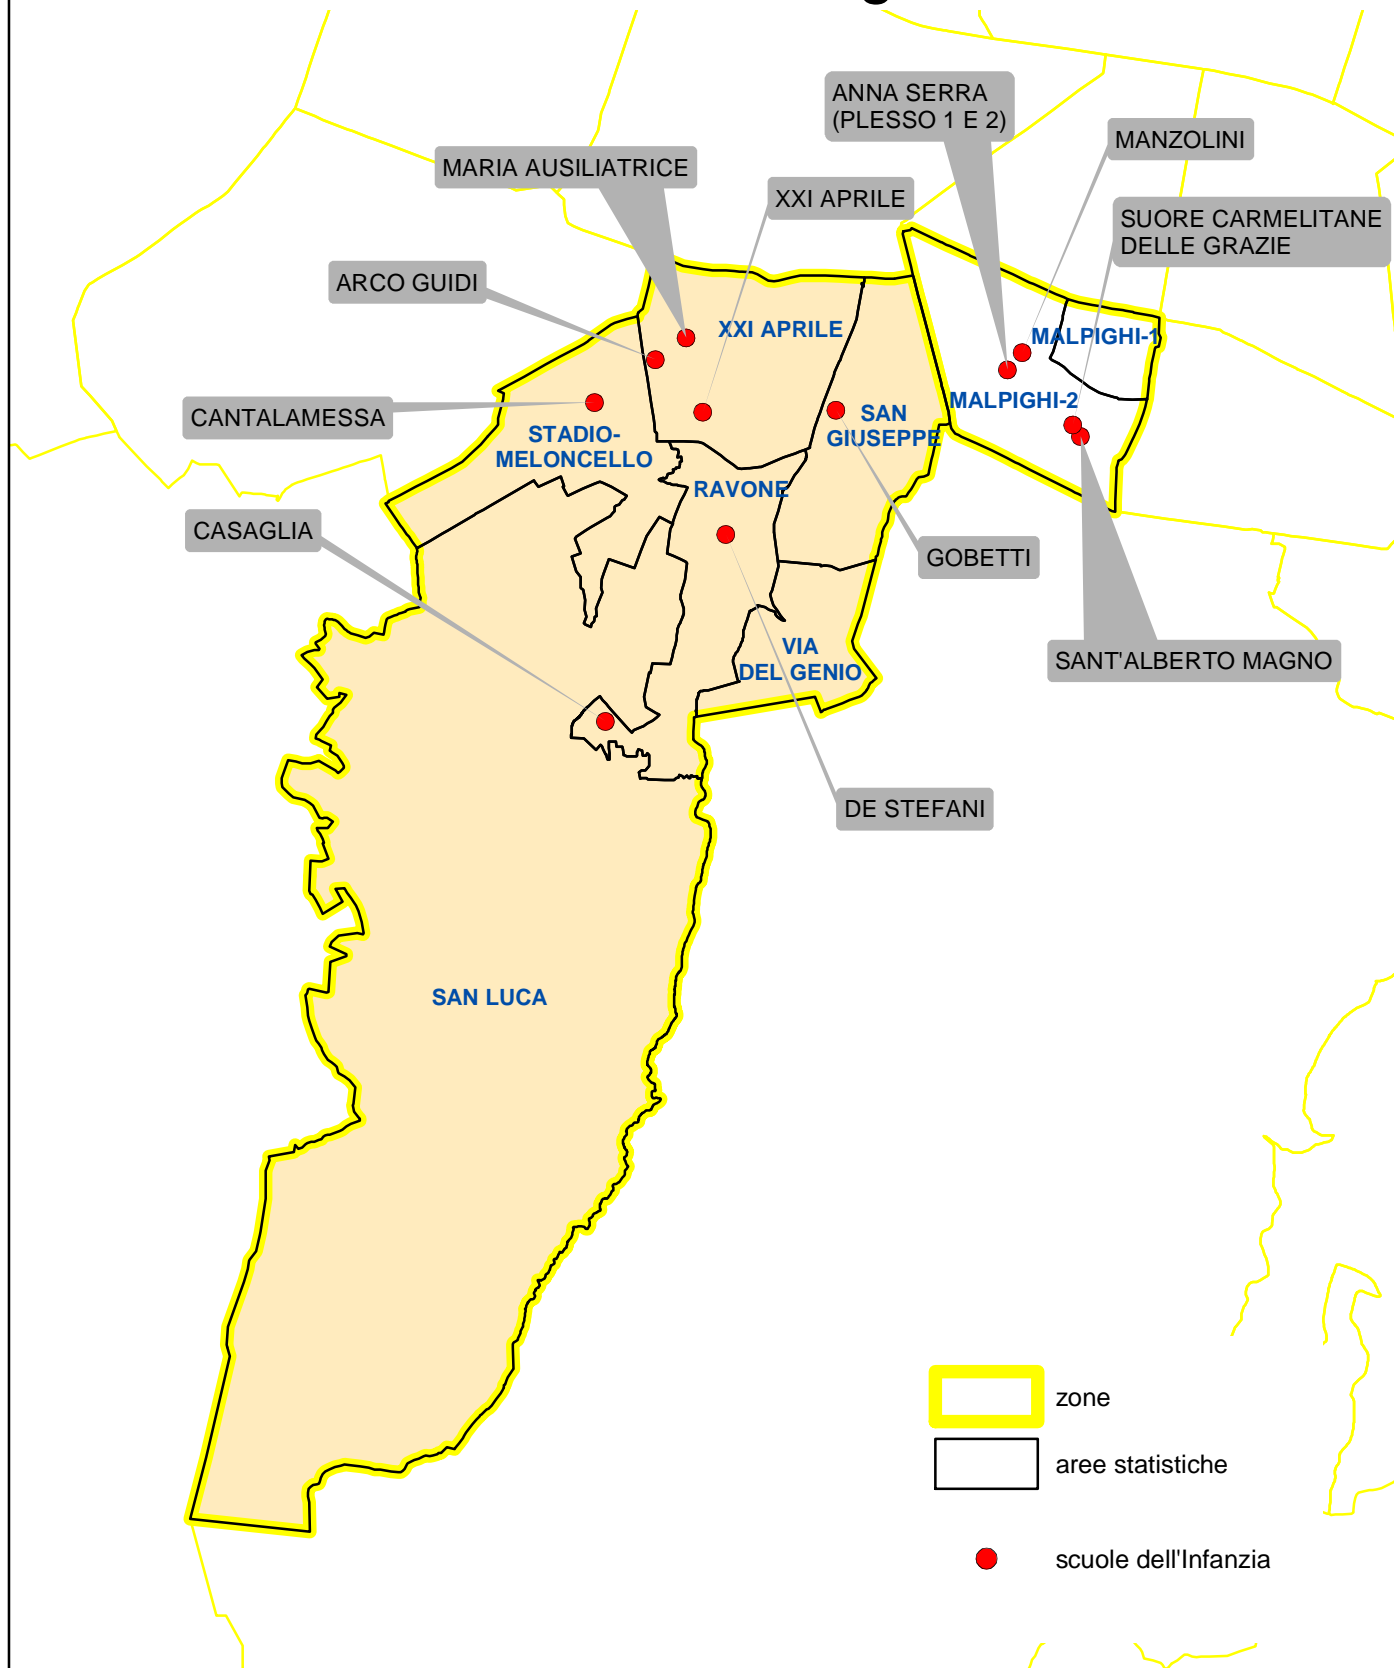 ANNA SERRA
(PLESSO 1 E 2)
MANZOLINI
MARIA AUSILIATRICE
XXI APRILE
SUORE CARMELITANE
DELLE GRAZIE
ARCO GUIDI
XXI APRILE
MALPIGHI-1
CANTALAMESSA
MALPIGHI-2
SAN
GIUSEPPE
STADIO-
MELONCELLO
RAVONE
CASAGLIA
GOBETTI
VIA
DEL GENIO
SANT'ALBERTO MAGNO
DE STEFANI
SAN LUCA
zone
aree statistiche
scuole dell'Infanzia